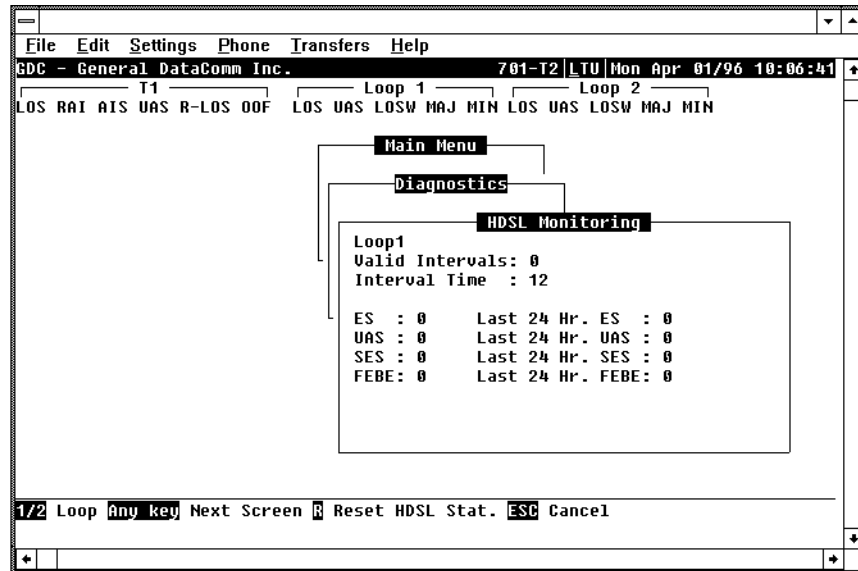 File Edit Settings Phone Transfers Help
GDC - General DataComm Inc. 701-T2|LTU|Mon Apr 01/96 10:06:41
T1 Loop 1 Loop 2
LOS RAI AIS UAS R-LOS OOF LOS UAS LOSW MAJ MIN LOS UAS LOSW MAJ MIN
Main Menu
Diagnostics
HDSL Monitoring
Loop1
Valid Intervals: 0
Interval Time : 12
ES : 0 Last 24 Hr. ES : 0
UAS : 0 Last 24 Hr. UAS : 0
SES : 0 Last 24 Hr. SES : 0
FEBE: 0 Last 24 Hr. FEBE: 0
1/2 Loop Any key Next Screen R Reset HDSL Stat. ESC Cancel